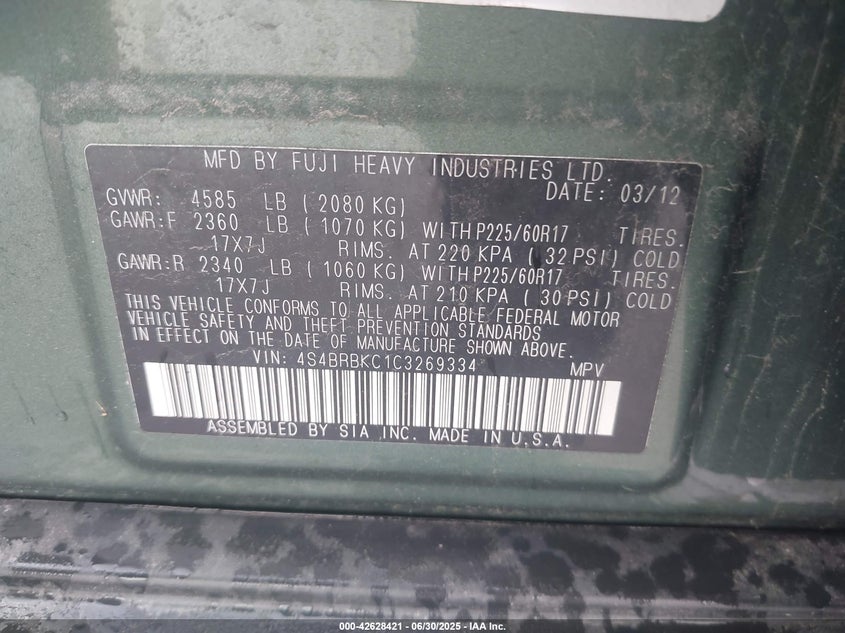 MFD BY FUJI HEAVY INDUSTRIES LTD.
DATE: 03/12
GVWR: 4585 LB ( 2080 KG)
GAWR:F 2360 LB ( 1070 KG) WITH P225/60R17 TIRES.
17X7J RIMS. AT 220 KPA ( 32 PSI) COLD
GAWR:R 2340 LB ( 1060 KG) WITH P225/60R17 TIRES.
17X7J RIMS. AT 210 KPA ( 30 PSI) COLD
THIS VEHICLE CONFORMS TO ALL APPLICABLE FEDERAL MOTOR
VEHICLE SAFETY AND THEFT PREVENTION STANDARDS
IN EFFECT ON THE DATE OF MANUFACTURE SHOWN ABOVE.
VIN: 4S4BRBKC1C3269334 MPV
ASSEMBLED BY SIA INC. MADE IN U.S.A.
000-42628421 - 06/30/2025 - IAA Inc.